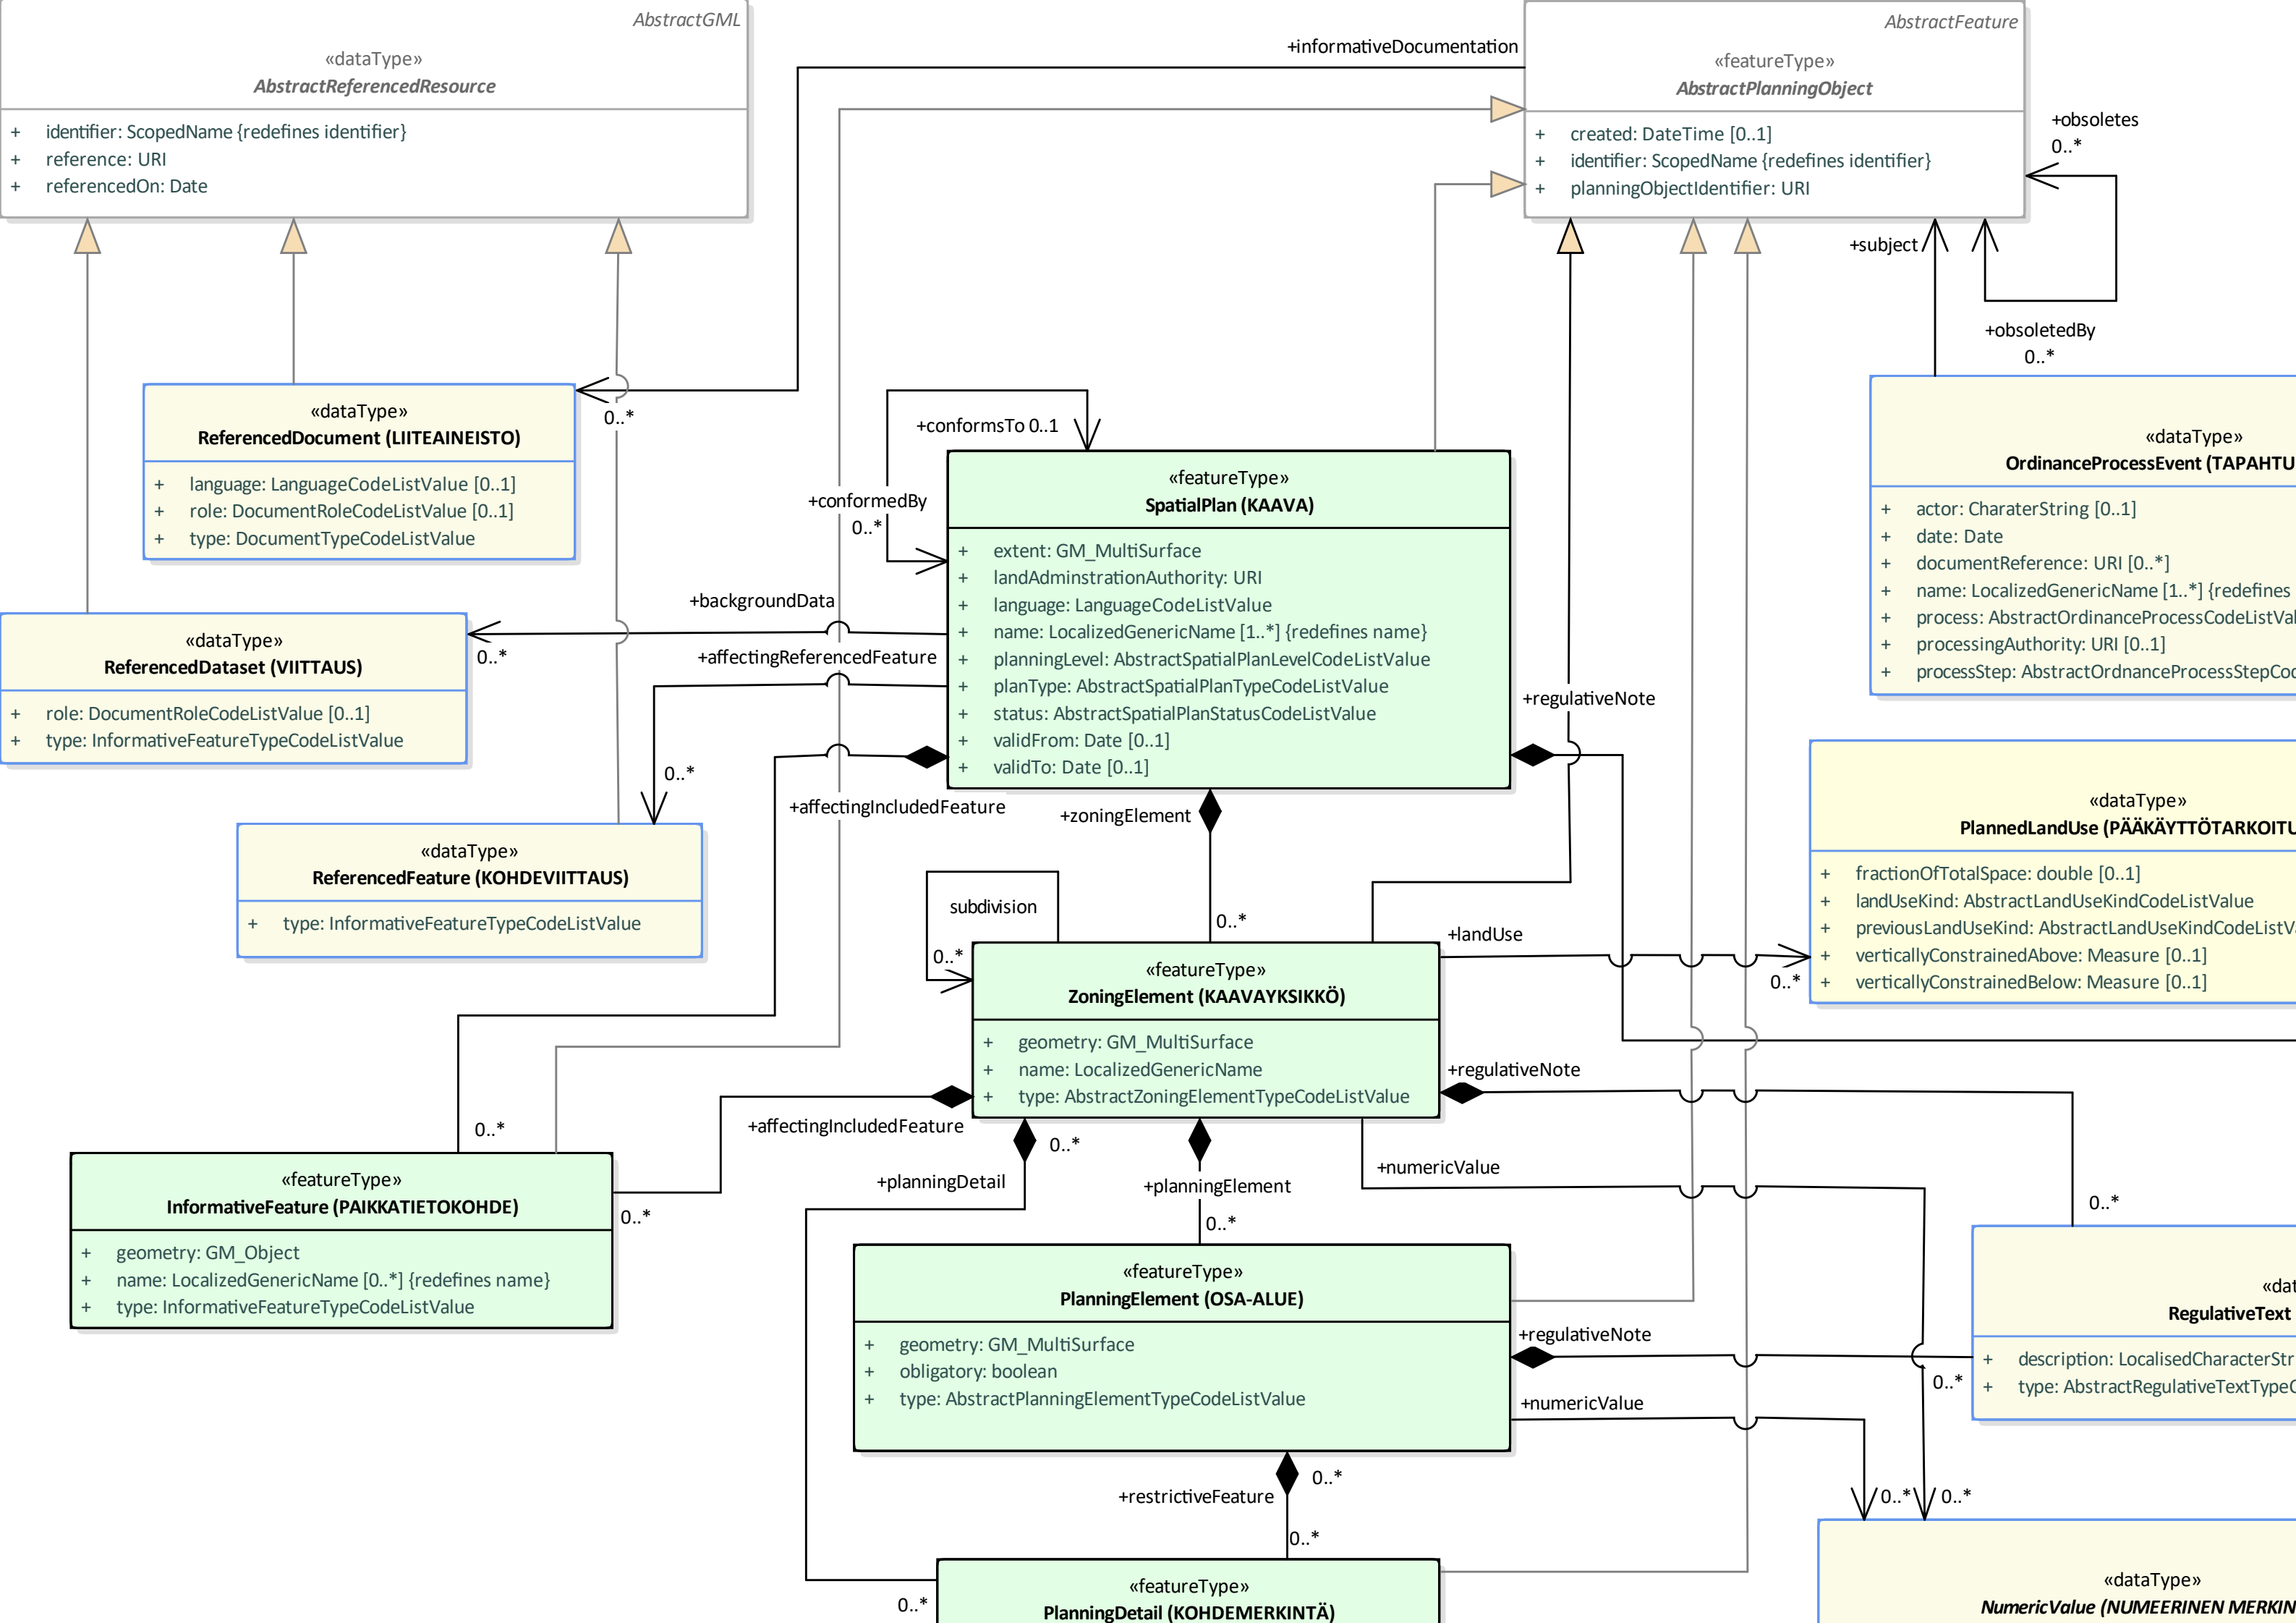 AbstractGML
«dataType»
AbstractReferencedResource
+ identifier: ScopedName {redefines identifier}
+ reference: URI
+ referencedOn: Date
+informativeDocumentation
0..*
AbstractFeature
«featureType»
AbstractPlanningObject
+ created: DateTime [0..1]
+ identifier: ScopedName {redefines identifier}
+ planningObjectIdentifier: URI
+obsoletes
0..*
+subject
+obsoletedBy
0..*
«dataType»
ReferencedDocument (LIITEAINEISTO)
+ language: LanguageCodeListValue [0..1]
+ role: DocumentRoleCodeListValue [0..1]
+ type: DocumentTypeCodeListValue
+conformsTo 0..1
+conformedBy
0..*
«featureType»
SpatialPlan (KAAVA)
+ extent: GM_MultiSurface
+ landAdminstrationAuthority: URI
+ language: LanguageCodeListValue
+ name: LocalizedGenericName [1..*] {redefines name}
+ planningLevel: AbstractSpatialPlanLevelCodeListValue
+ planType: AbstractSpatialPlanTypeCodeListValue
+ status: AbstractSpatialPlanStatusCodeListValue
+ validFrom: Date [0..1]
+ validTo: Date [0..1]
«dataType»
OrdinanceProcessEvent (TAPAHTU
+ actor: CharaterString [0..1]
+ date: Date
+ documentReference: URI [0..*]
+ name: LocalizedGenericName [1..*] {redefines
+ process: AbstractOrdinanceProcessCodeListVal
+ processingAuthority: URI [0..1]
+ processStep: AbstractOrdnanceProcessStepCod
+backgroundData
0..*
+affectingReferencedFeature
0..*
«dataType»
ReferencedDataset (VIITTAUS)
+ role: DocumentRoleCodeListValue [0..1]
+ type: InformativeFeatureTypeCodeListValue
+regulativeNote
+affectingIncludedFeature
0..*
+zoningElement
0..*
«dataType»
ReferencedFeature (KOHDEVIITTAUS)
+ type: InformativeFeatureTypeCodeListValue
«dataType»
PlannedLandUse (PÄÄKÄYTTÖTARKOITU
+ fractionOfTotalSpace: double [0..1]
+ landUseKind: AbstractLandUseKindCodeListValue
+ previousLandUseKind: AbstractLandUseKindCodeListV
+ verticallyConstrainedAbove: Measure [0..1]
+ verticallyConstrainedBelow: Measure [0..1]
subdivision
0..*
+landUse
0..*
«featureType»
ZoningElement (KAAVAYKSIKKÖ)
+ geometry: GM_MultiSurface
+ name: LocalizedGenericName
+ type: AbstractZoningElementTypeCodeListValue
+regulativeNote
0..*
+affectingIncludedFeature
0..*
+planningDetail
0..*
+planningElement
0..*
+numericValue
0..*
«featureType»
InformativeFeature (PAIKKATIETOKOHDE)
+ geometry: GM_Object
+ name: LocalizedGenericName [0..*] {redefines name}
+ type: InformativeFeatureTypeCodeListValue
«featureType»
PlanningElement (OSA-ALUE)
+ geometry: GM_MultiSurface
+ obligatory: boolean
+ type: AbstractPlanningElementTypeCodeListValue
+regulativeNote
0..*
+numericValue
0..*
«dat
RegulativeText
+ description: LocalisedCharacterStr
+ type: AbstractRegulativeTextTypeC
0..*
+restrictiveFeature
0..*
0..*
«featureType»
PlanningDetail (KOHDEMERKINTÄ)
«dataType»
NumericValue (NUMEERINEN MERKIN